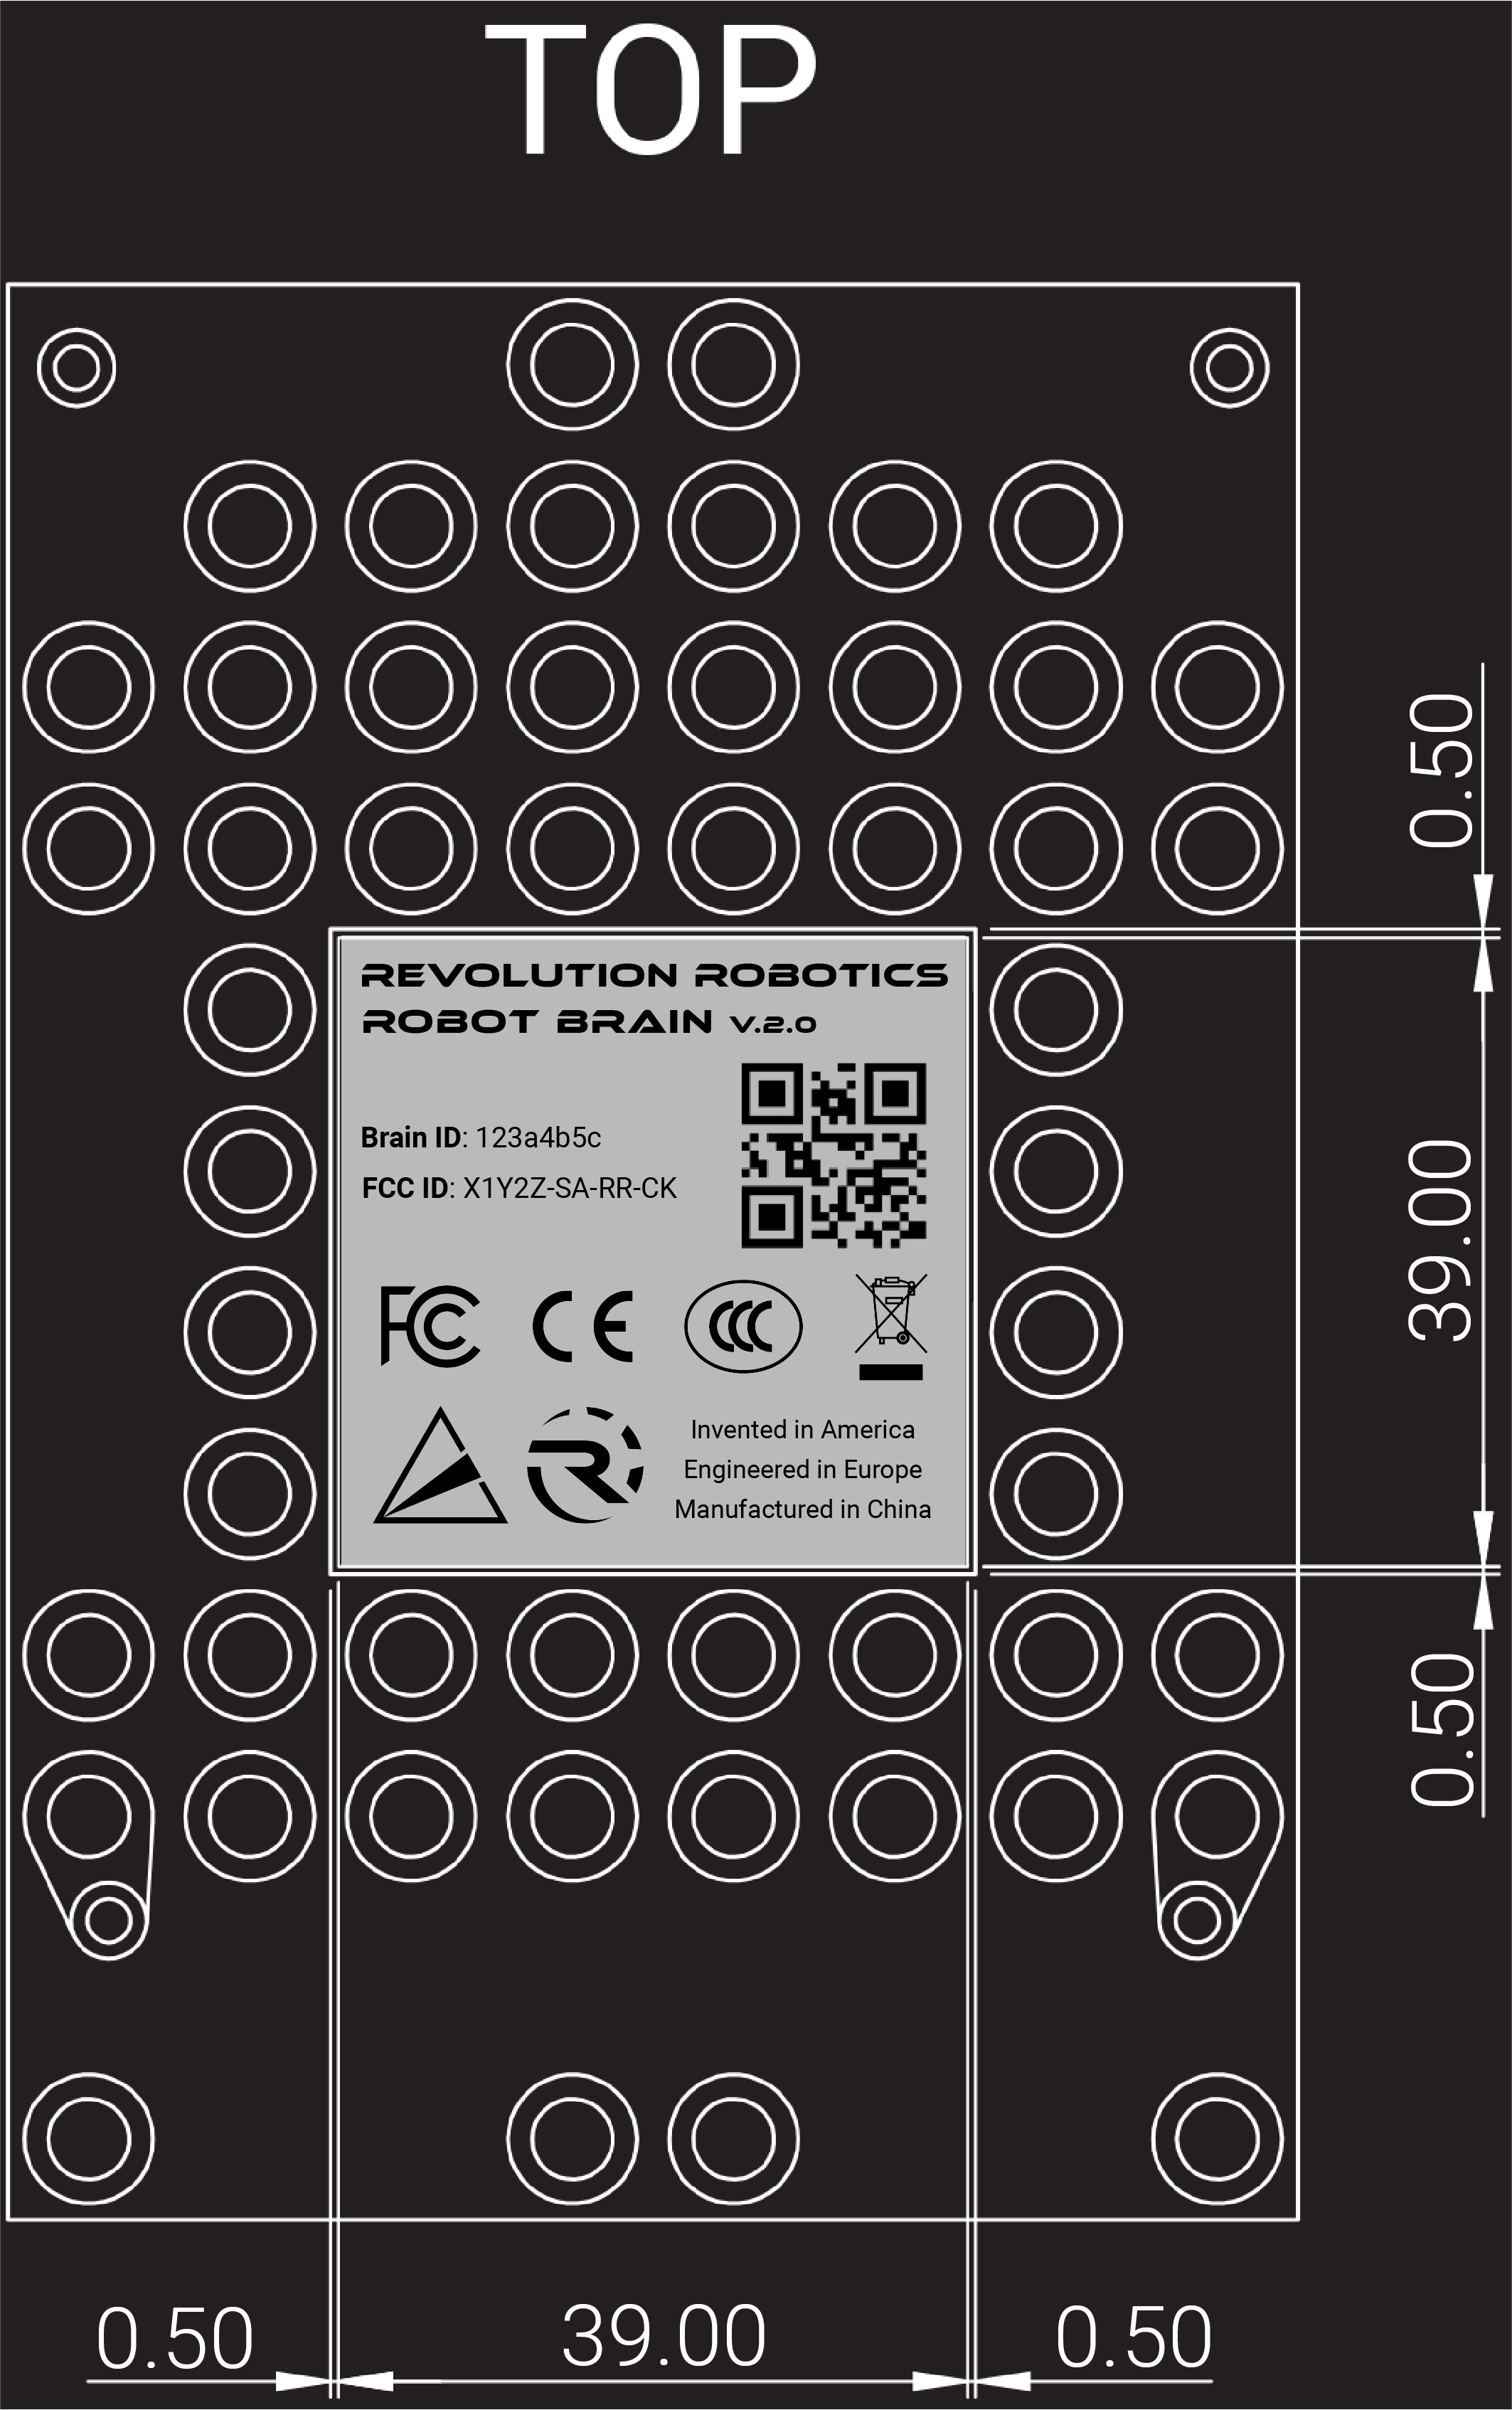 TOP
0.50
REVOLUTION ROBOTICS
ROBOT BRAIN V.2.0
Brain ID: 123a4b5c
FCC ID: X1Y2Z-SA-RR-CK
39.00
FC CE CCC
Invented in America
Engineered in Europe
Manufactured in China
0.50
0.50 39.00 0.50